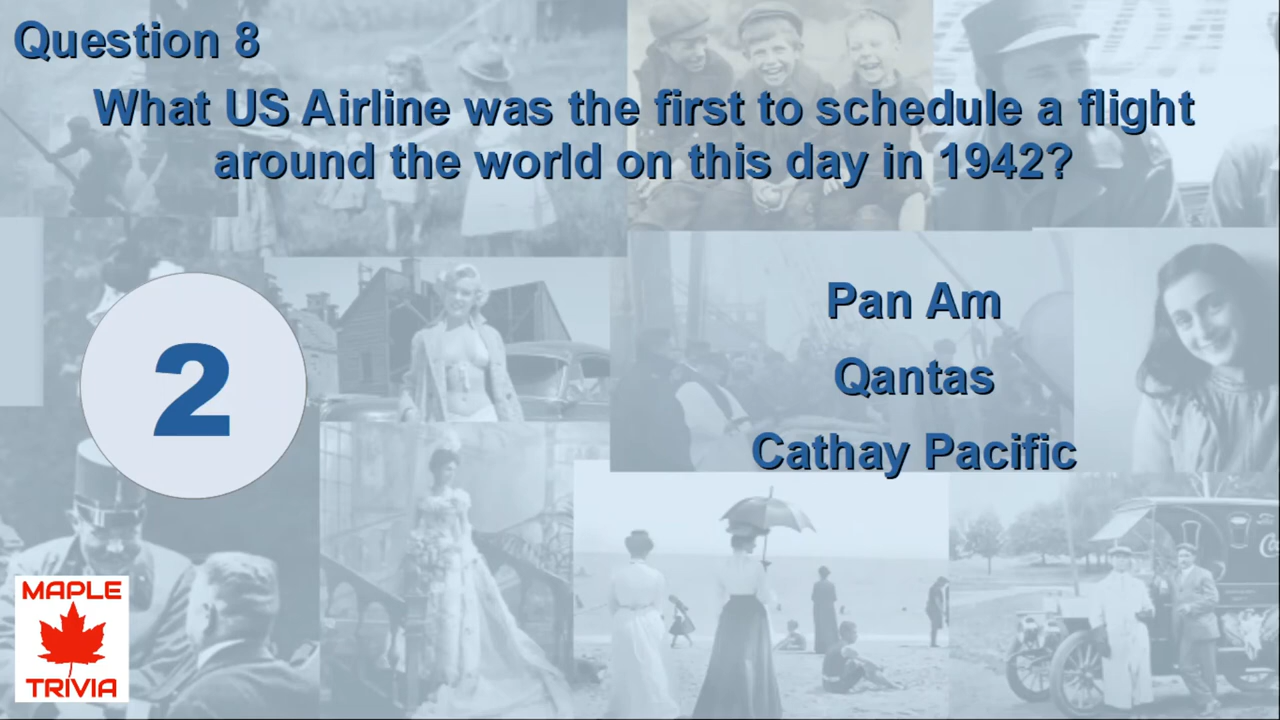 Question 8
What US Airline was the first to schedule a flight
around the world on this day in 1942?
2
Pan Am
Qantas
Cathay Pacific
MAPLE
TRIVIA